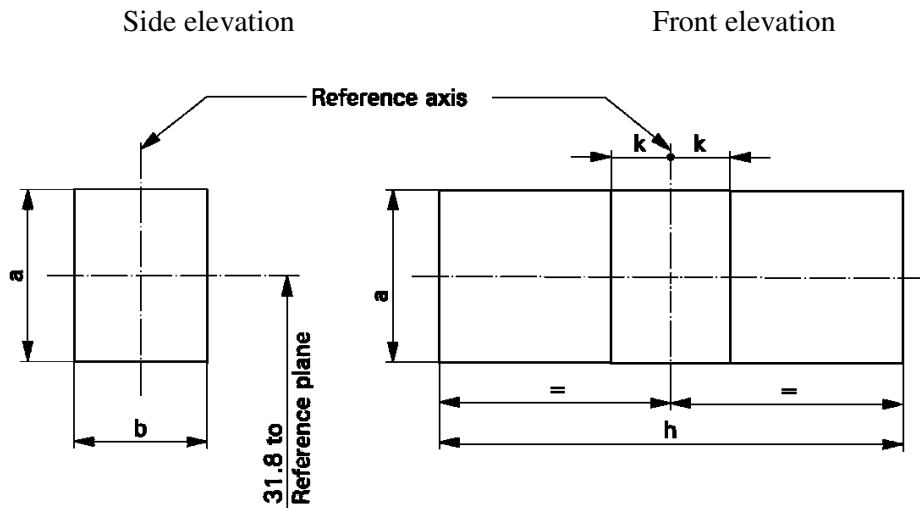 Side elevation
Front elevation
Reference axis
k
k
a
a
=
=
b
h
31.8 to
Reference plane